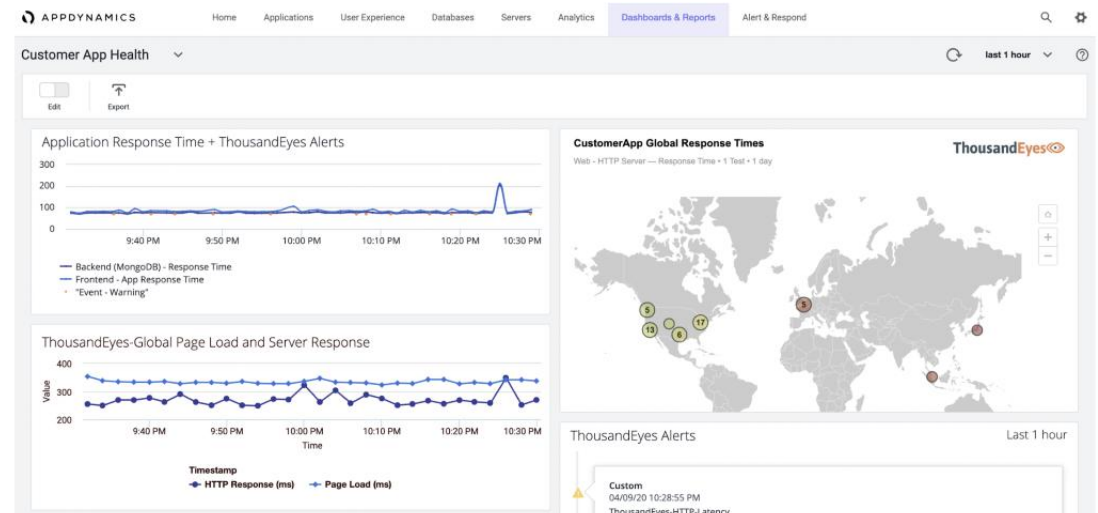 APPDYNAMICS Home Applications User Experience Databases Servers Analytics Dashboards & Reports Alert & Respond
Customer App Health last 1 hour
Edit Export
Application Response Time + ThousandEyes Alerts
300
200
100
0
9:40 PM 9:50 PM 10:00 PM 10:10 PM 10:20 PM 10:30 PM
Backend (MongoDB) - Response Time
Frontend - App Response Time
"Event - Warning"
CustomerApp Global Response Times
ThousandEyes
Web - HTTP Server — Response Time • 1 Test • 1 day
+
−
5
13
6
17
5
ThousandEyes-Global Page Load and Server Response
400
300
200
Value
9:40 PM 9:50 PM 10:00 PM 10:10 PM 10:20 PM 10:30 PM
Time
Timestamp
HTTP Response (ms) Page Load (ms)
ThousandEyes Alerts Last 1 hour
Custom
04/09/20 10:28:55 PM
ThousandEyes-HTTP-Latency